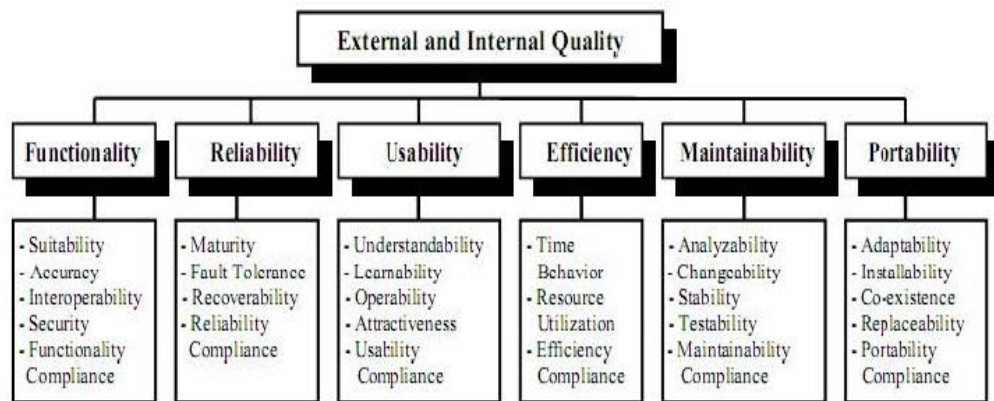 External and Internal Quality
Functionality
Reliability
Usability
Efficiency
Maintainability
Portability
- Suitability
- Accuracy
- Interoperability
- Security
- Functionality
Compliance
- Maturity
- Fault Tolerance
- Recoverability
- Reliability
Compliance
- Understandability
- Learnability
- Operability
- Attractiveness
- Usability
Compliance
- Time
Behavior
- Resource
Utilization
- Efficiency
Compliance
- Analyzability
- Changeability
- Stability
- Testability
- Maintainability
Compliance
- Adaptability
- Installability
- Co-existence
- Replaceability
- Portability
Compliance